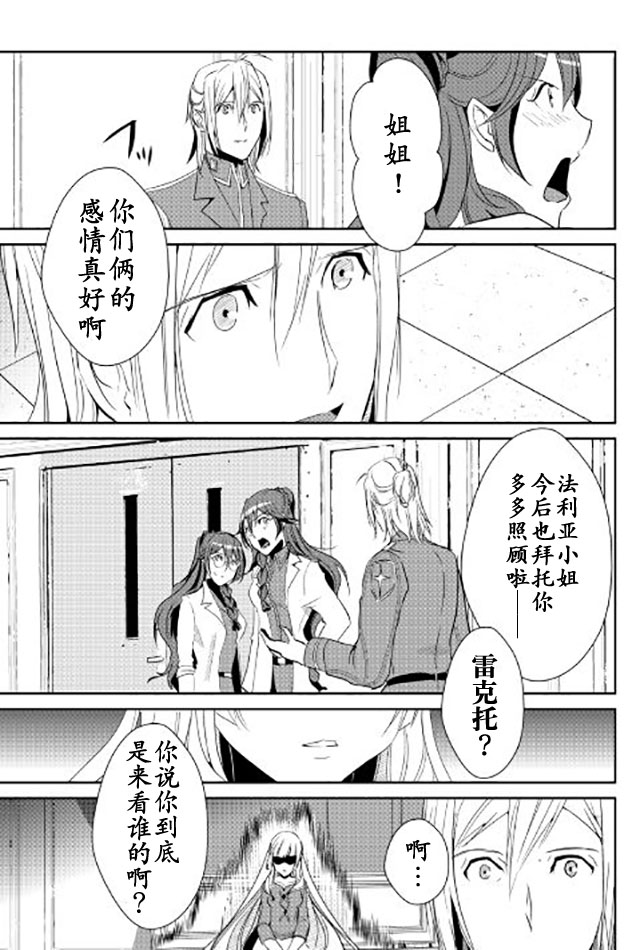 姐姐！
你们俩的
感情真好啊
法利亚小姐
今后也拜托你
多多照顾啦——
雷克托？
啊…
你说你到底
是来看谁的啊？